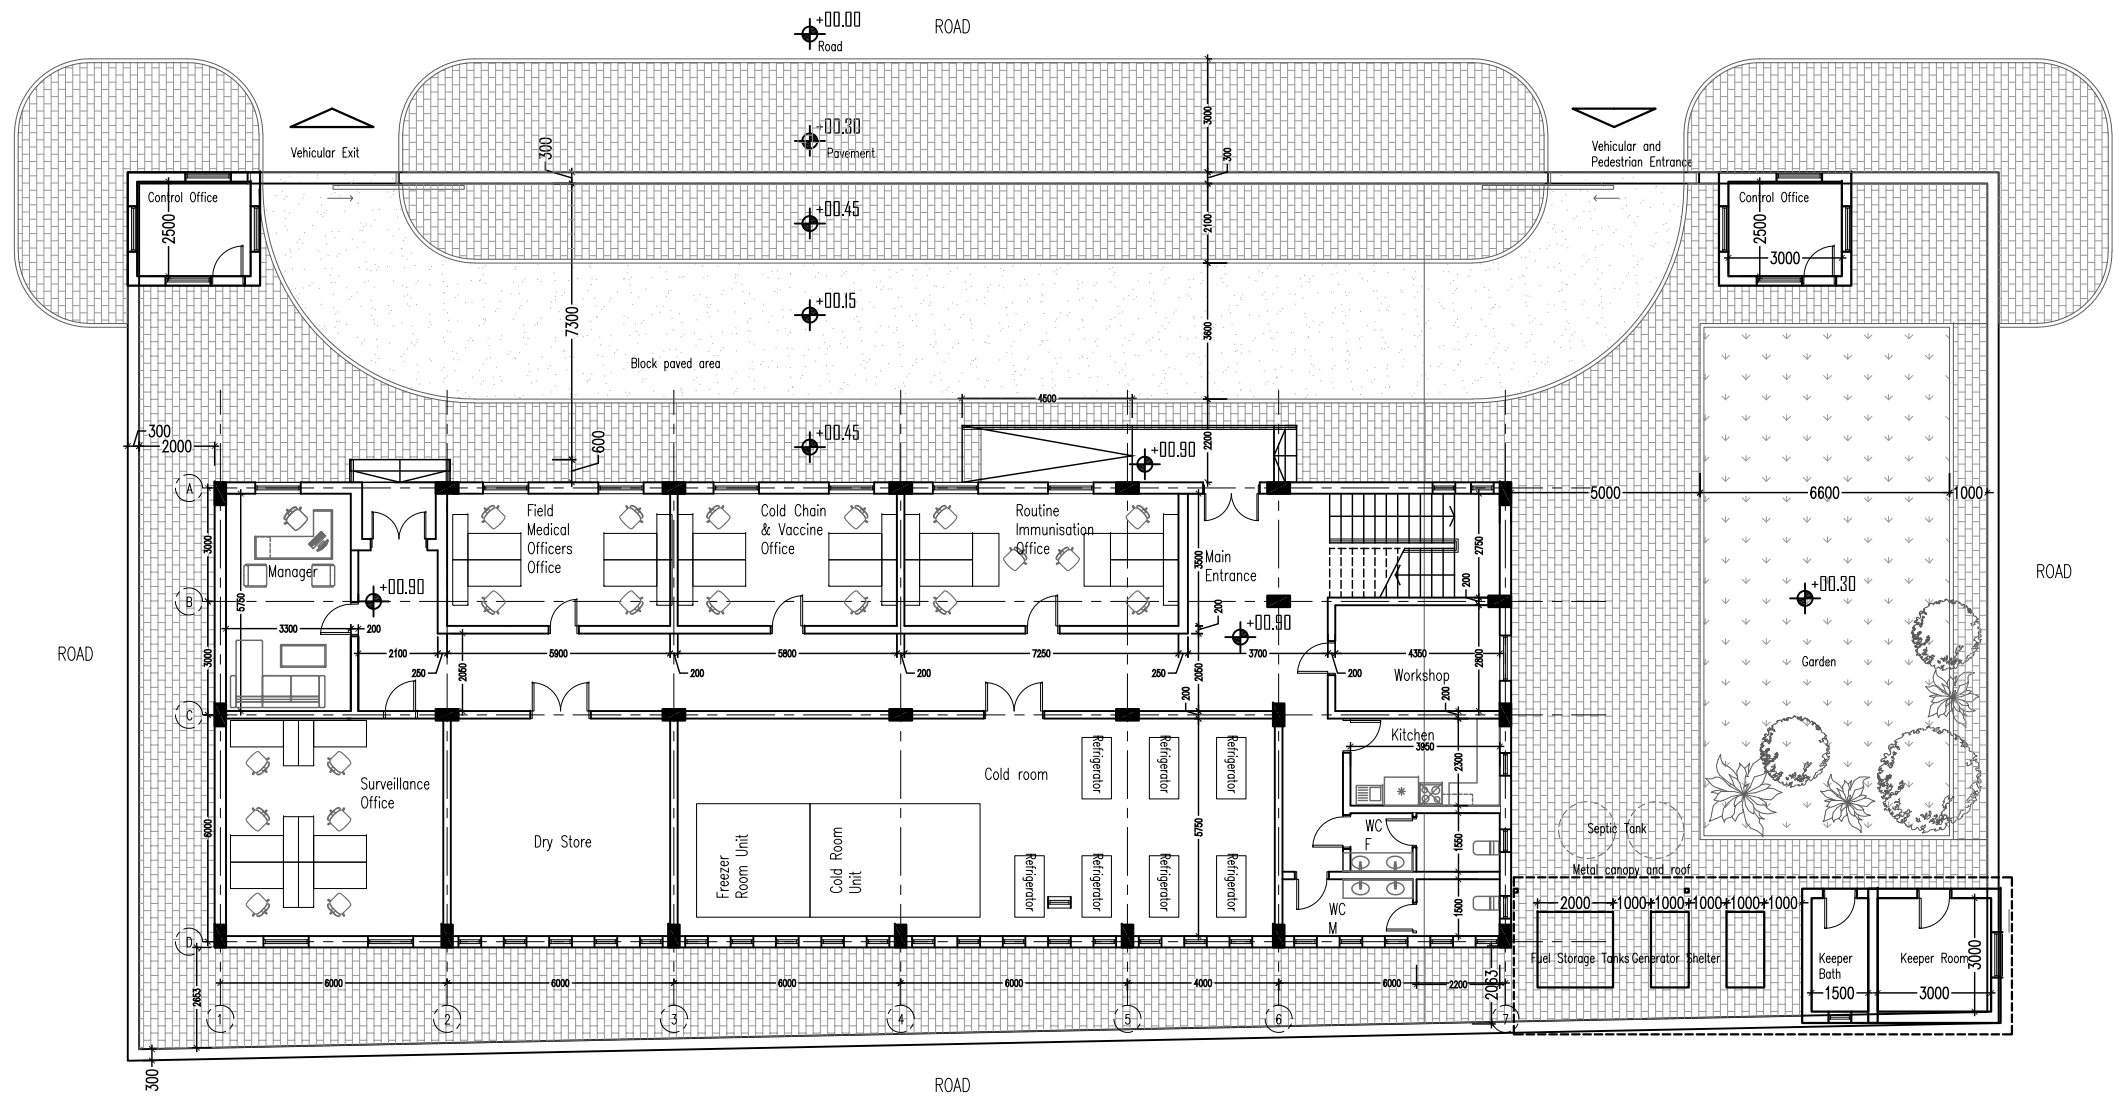 +00.00
Road
ROAD
+00.30
Pavement
300
3000
300
Vehicular Exit
Vehicular and
Pedestrian Entrance
Control Office
2500
+00.45
2100
Control Office
2500
3000
7300
+00.15
3600
Block paved area
300
2000
600
+00.45
4500
2200
+00.90
A
5000
6600
1000
Field
Medical
Officers
Office
Cold Chain
& Vaccine
Office
Routine
Immunisation
Office
Main
Entrance
3000
Manager
3500
2750
+00.90
200
ROAD
+00.30
B
5750
3300
200
200
+00.90
ROAD
3000
2100
5900
5800
7250
3700
4350
250
2050
200
200
250
2050
200
2800
Workshop
Garden
200
200
C
Kitchen
3950
Surveillance
Office
Cold room
Refrigerator
Refrigerator
Refrigerator
2300
6000
Dry Store
Freezer
Room Unit
Cold Room
Unit
5750
WC
F
1550
Septic Tank
Metal canopy and roof
Refrigerator
Refrigerator
Refrigerator
Refrigerator
WC
M
1500
2000
1000
1000
1000
1000
1000
D
Fuel Storage Tanks
Generator Shelter
Keeper
Bath
Keeper Room
3000
1500
3000
2653
6000
6000
6000
6000
4000
6000
2200
2063
1
2
3
4
5
6
7
300
ROAD